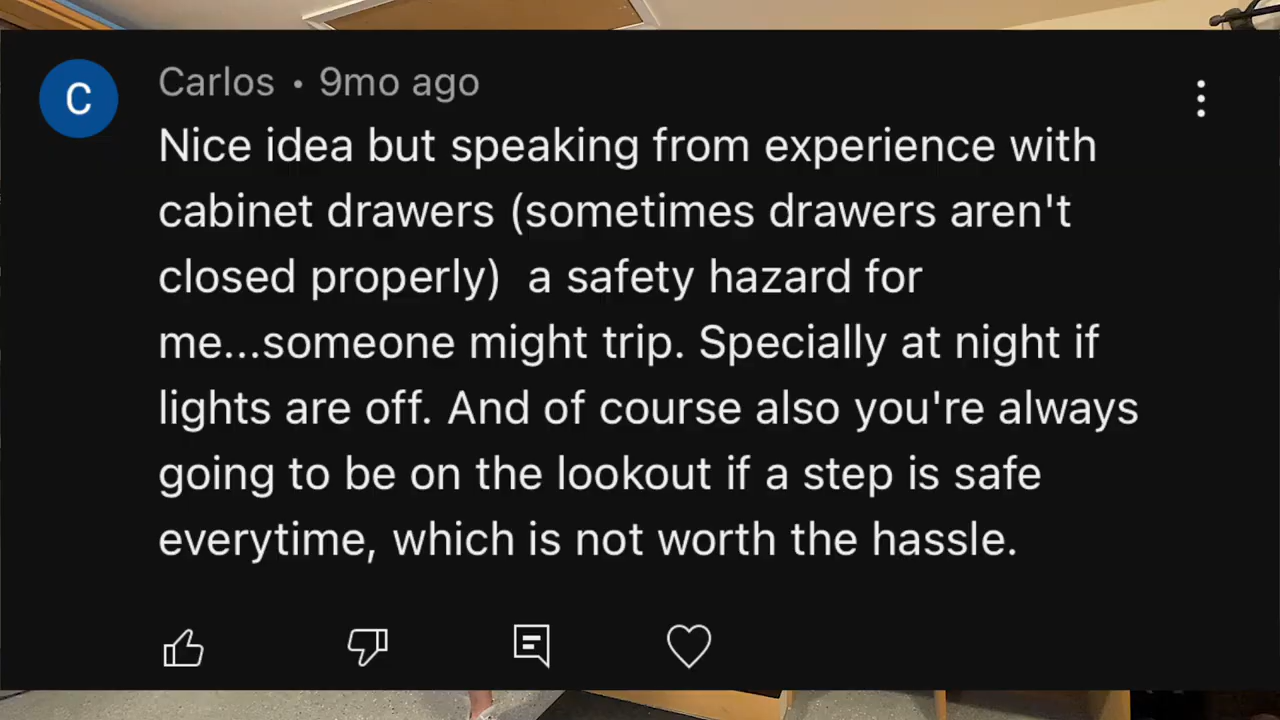 C
Carlos • 9mo ago
Nice idea but speaking from experience with
cabinet drawers (sometimes drawers aren't
closed properly)  a safety hazard for
me...someone might trip. Specially at night if
lights are off. And of course also you're always
going to be on the lookout if a step is safe
everytime, which is not worth the hassle.